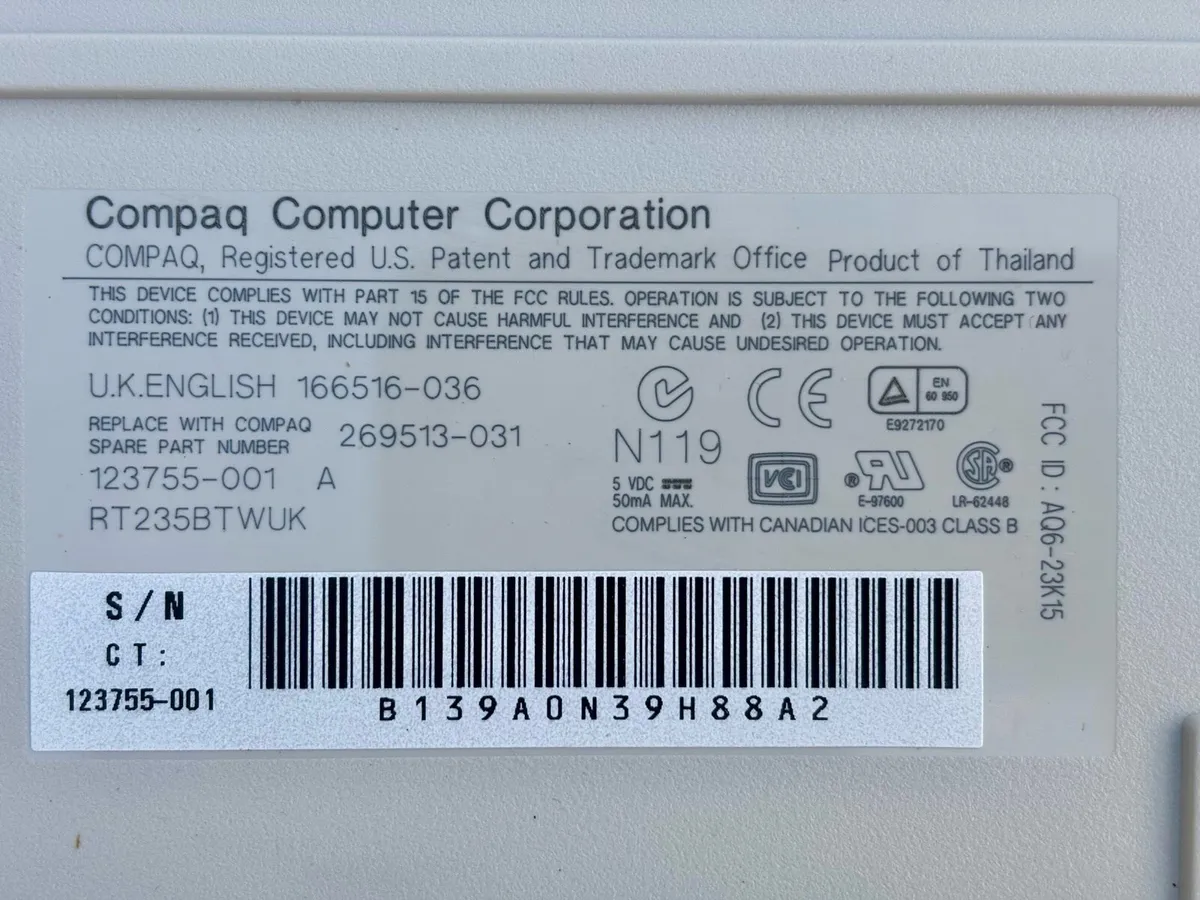 Compaq Computer Corporation
COMPAQ, Registered U.S. Patent and Trademark Office Product of Thailand
THIS DEVICE COMPLIES WITH PART 15 OF THE FCC RULES. OPERATION IS SUBJECT TO THE FOLLOWING TWO
CONDITIONS: (1) THIS DEVICE MAY NOT CAUSE HARMFUL INTERFERENCE AND (2) THIS DEVICE MUST ACCEPT ANY
INTERFERENCE RECEIVED, INCLUDING INTERFERENCE THAT MAY CAUSE UNDESIRED OPERATION.
U.K.ENGLISH 166516-036
REPLACE WITH COMPAQ
SPARE PART NUMBER 269513-031
123755-001 A
RT235BTWUK
N119
5 VDC
50mA MAX.
CE
EN
60 950
E9272170
VCI
® UR
E-97600
SA ®
LR-62448
COMPLIES WITH CANADIAN ICES-003 CLASS B
FCC ID: AQ6-23K15
S/N
CT:
123755-001
B139A0N39H88A2